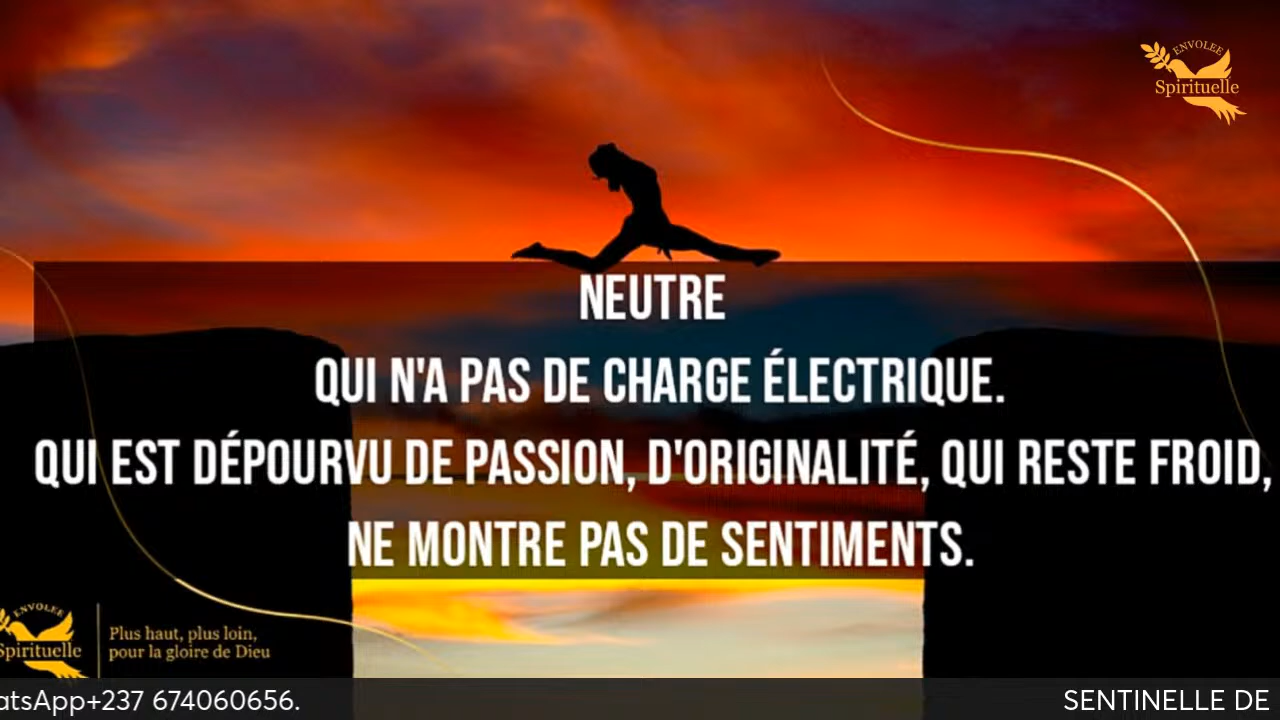 ENVOLEE
Spirituelle
NEUTRE
QUI N'A PAS DE CHARGE ÉLECTRIQUE.
QUI EST DÉPOURVU DE PASSION, D'ORIGINALITÉ, QUI RESTE FROID,
NE MONTRE PAS DE SENTIMENTS.
ENVOLEE
Spirituelle
Plus haut, plus loin,
pour la gloire de Dieu
atsApp+237 674060656.
SENTINELLE DE